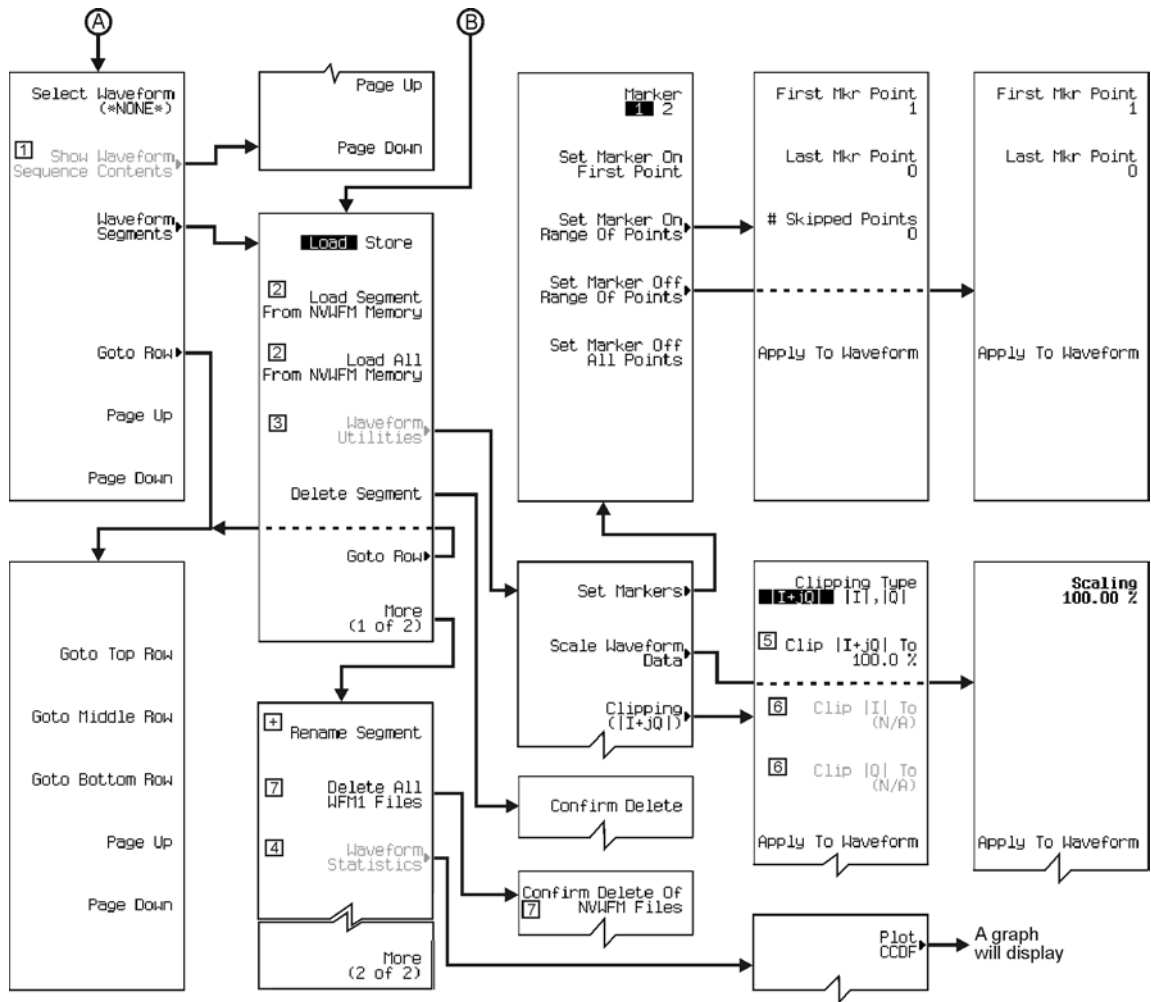 A
B
Select Waveform
(*NONE*)
1 Show Waveform
Sequence Contents
Waveform
Segments
Goto Row
Page Up
Page Down
Page Up
Page Down
Load Store
2 Load Segment
From NVWFM Memory
2 Load All
From NVWFM Memory
3 Waveform
Utilities
Delete Segment
Goto Row
More
(1 of 2)
Marker
1 2
Set Marker On
First Point
Set Marker On
Range Of Points
Set Marker Off
Range Of Points
Set Marker Off
All Points
First Mkr Point
1
Last Mkr Point
0
# Skipped Points
0
Apply To Waveform
First Mkr Point
1
Last Mkr Point
0
Apply To Waveform
Goto Top Row
Goto Middle Row
Goto Bottom Row
Page Up
Page Down
+ Rename Segment
7 Delete All
WFM1 Files
4 Waveform
Statistics
More
(2 of 2)
Set Markers
Scale Waveform
Data
Clipping
(|I+jQ|)
Confirm Delete
Confirm Delete Of
7 NVWFM Files
Clipping Type
|I+jQ| |I|,|Q|
5 Clip |I+jQ| To
100.0 %
6 Clip |I| To
(N/A)
6 Clip |Q| To
(N/A)
Apply To Waveform
Scaling
100.00 %
Apply To Waveform
Plot
CCDF
A graph
will display